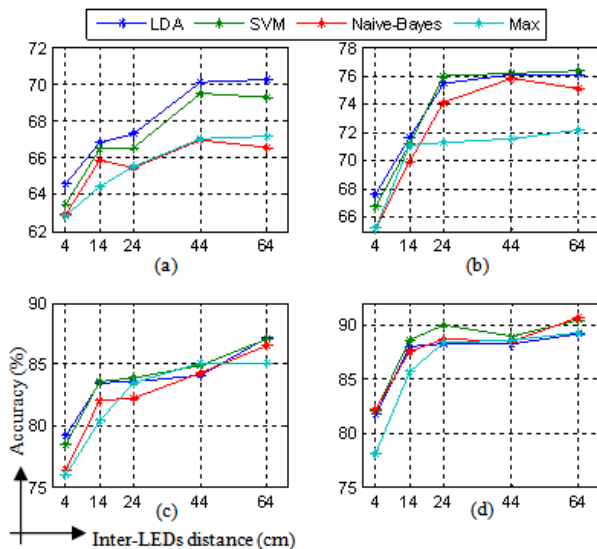 LDA SVM Naive-Bayes Max
72
70
68
66
64
62
4 14 24 44 64
(a)
78
76
74
72
70
68
66
4 14 24 44 64
(b)
Accuracy (%)
90
85
80
75
4 14 24 44 64
(c)
90
85
80
75
4 14 24 44 64
(d)
Inter-LEDs distance (cm)